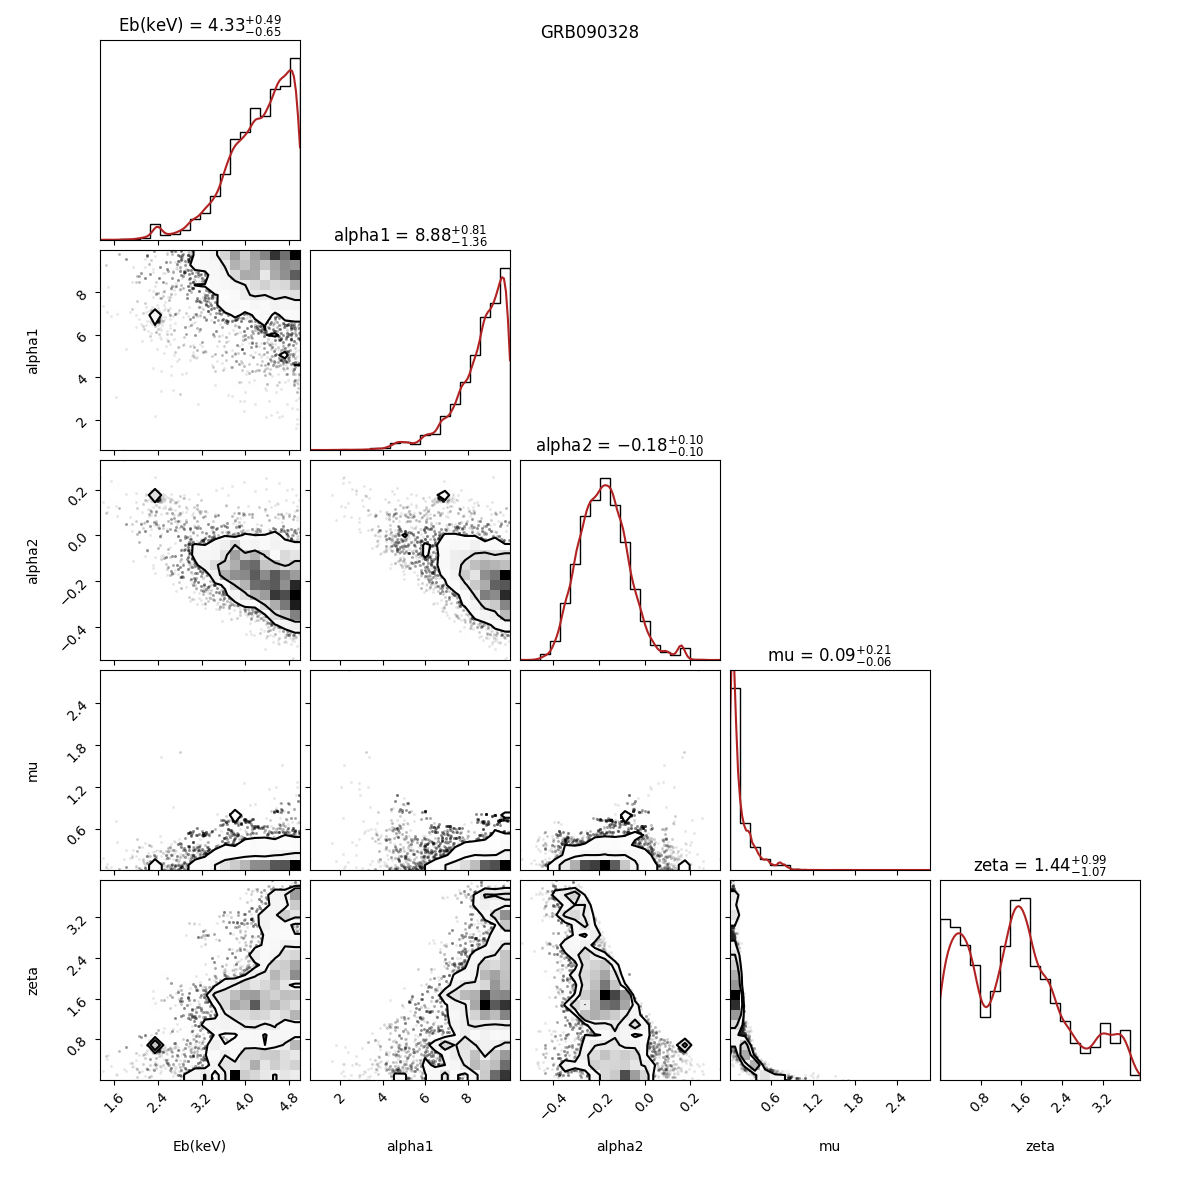 GRB090328
Eb(keV) = 4.33+0.49−0.65
alpha1 = 8.88+0.81−1.36
8
6
4
2
alpha1
alpha2 = −0.18+0.10−0.10
0.2
0.0
−0.2
−0.4
alpha2
mu = 0.09+0.21−0.06
2.4
1.8
1.2
0.6
mu
zeta = 1.44+0.99−1.07
3.2
2.4
1.6
0.8
zeta
1.6 2.4 3.2 4.0 4.8
2 4 6 8
−0.4 −0.2 0.0 0.2
0.6 1.2 1.8 2.4
0.8 1.6 2.4 3.2
Eb(keV) alpha1 alpha2 mu zeta